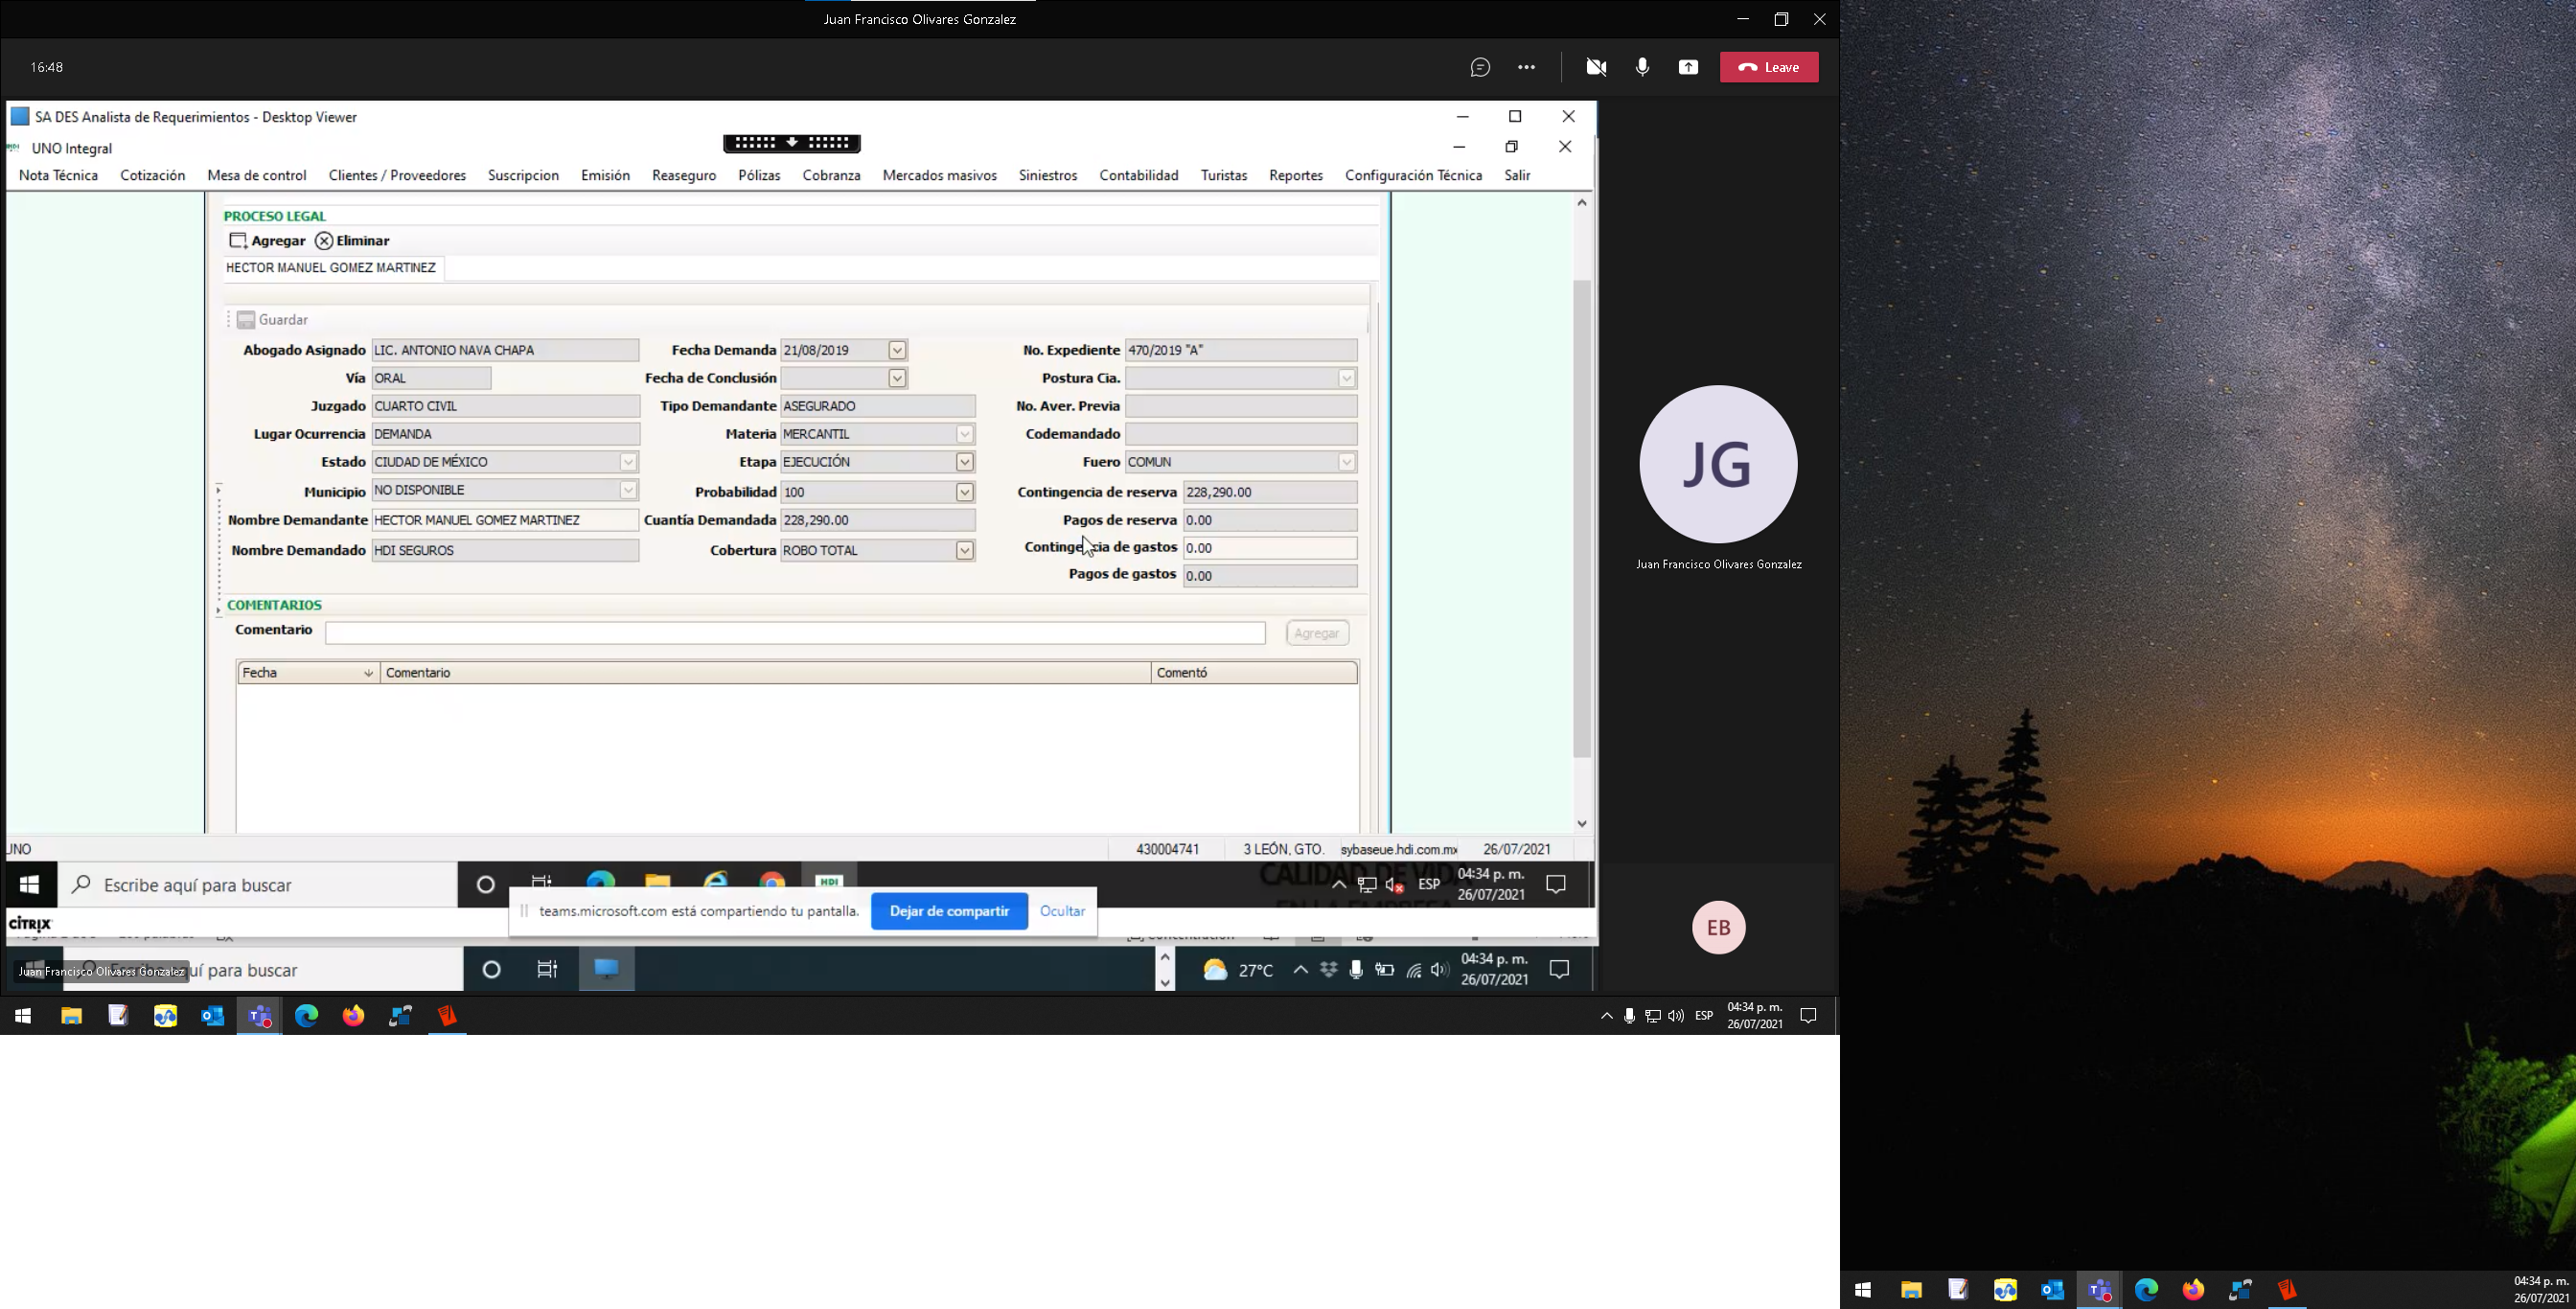 Juan Francisco Olivares Gonzalez
16:48
Leave
SA DES Analista de Requerimientos - Desktop Viewer
UNO Integral
Nota Técnica Cotización Mesa de control Clientes / Proveedores Suscripcion Emisión Reaseguro Pólizas Cobranza Mercados masivos Siniestros Contabilidad Turistas Reportes Configuración Técnica Salir
PROCESO LEGAL
Agregar Eliminar
HECTOR MANUEL GOMEZ MARTINEZ
Guardar
Abogado Asignado LIC. ANTONIO NAVA CHAPA Fecha Demanda 21/08/2019 No. Expediente 470/2019 "A"
Vía ORAL Fecha de Conclusión Postura Cia.
Juzgado CUARTO CIVIL Tipo Demandante ASEGURADO No. Aver. Previa
Lugar Ocurrencia DEMANDA Materia MERCANTIL Codemandado
Estado CIUDAD DE MÉXICO Etapa EJECUCIÓN Fuero COMUN
Municipio NO DISPONIBLE Probabilidad 100 Contingencia de reserva 228,290.00
Nombre Demandante HECTOR MANUEL GOMEZ MARTINEZ Cuantía Demandada 228,290.00 Pagos de reserva 0.00
Nombre Demandado HDI SEGUROS Cobertura ROBO TOTAL Contingencia de gastos 0.00
Pagos de gastos 0.00
COMENTARIOS
Comentario Agregar
Fecha Comentario Comentó
JG
Juan Francisco Olivares Gonzalez
EB
UNO 430004741 3 LEÓN, GTO. sybaseue.hdi.com.mx 26/07/2021
Escribe aquí para buscar HDI CALIDAD DE VIDA ESP 04:34 p. m.
26/07/2021
CITRIX
teams.microsoft.com está compartiendo tu pantalla. Dejar de compartir Ocultar
Juan Francisco Olivares Gonzalez uí para buscar 27°C 04:34 p. m.
26/07/2021
ESP 04:34 p. m.
26/07/2021
04:34 p. m.
26/07/2021